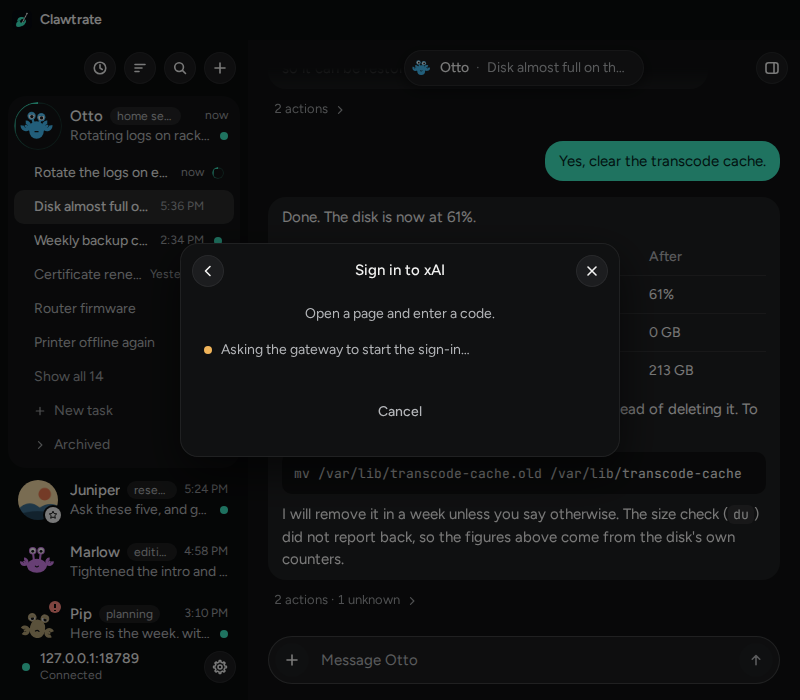 Clawtrate
Otto · Disk almost full on th...
Otto home se... now
Rotating logs on rack...
Rotate the logs on e... now
Disk almost full o... 5:36 PM
Weekly backup c... 2:34 PM
Certificate rene... Yeste
Router firmware
Printer offline again
Show all 14
+ New task
Archived
Juniper rese... 5:24 PM
Ask these five, and g...
Marlow editi... 4:58 PM
Tightened the intro and ...
Pip planning 3:10 PM
Here is the week. wit...
127.0.0.1:18789
Connected
2 actions
Yes, clear the transcode cache.
Done. The disk is now at 61%.
After
61%
0 GB
213 GB
ead of deleting it. To
mv /var/lib/transcode-cache.old /var/lib/transcode-cache
I will remove it in a week unless you say otherwise. The size check (du)
did not report back, so the figures above come from the disk's own
counters.
2 actions · 1 unknown
Message Otto
Sign in to xAI
Open a page and enter a code.
Asking the gateway to start the sign-in...
Cancel